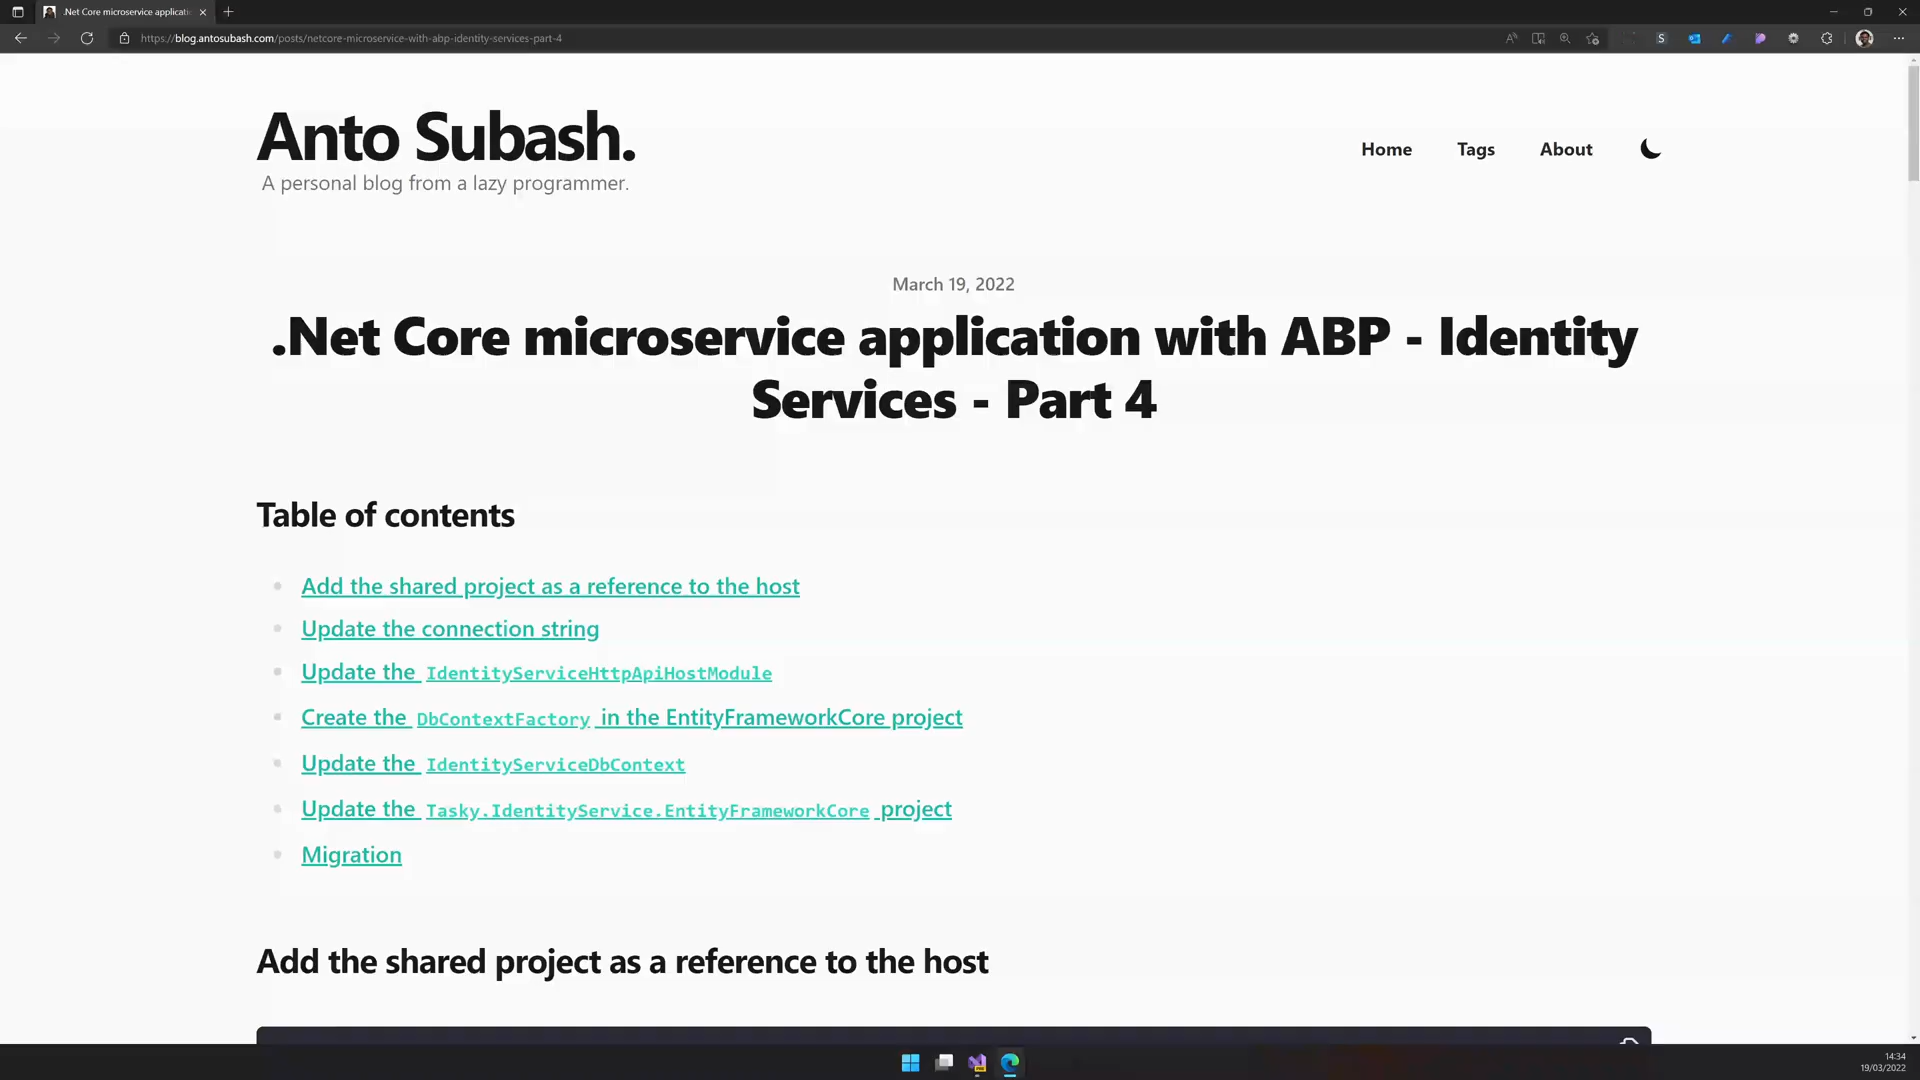 .Net Core microservice applicati
https://blog.antosubash.com/posts/netcore-microservice-with-abp-identity-services-part-4
Anto Subash.
A personal blog from a lazy programmer.
Home
Tags
About
March 19, 2022
.Net Core microservice application with ABP - Identity
Services - Part 4
Table of contents
Add the shared project as a reference to the host
Update the connection string
Update the IdentityServiceHttpApiHostModule
Create the DbContextFactory in the EntityFrameworkCore project
Update the IdentityServiceDbContext
Update the Tasky.IdentityService.EntityFrameworkCore project
Migration
Add the shared project as a reference to the host
14:34
19/03/2022